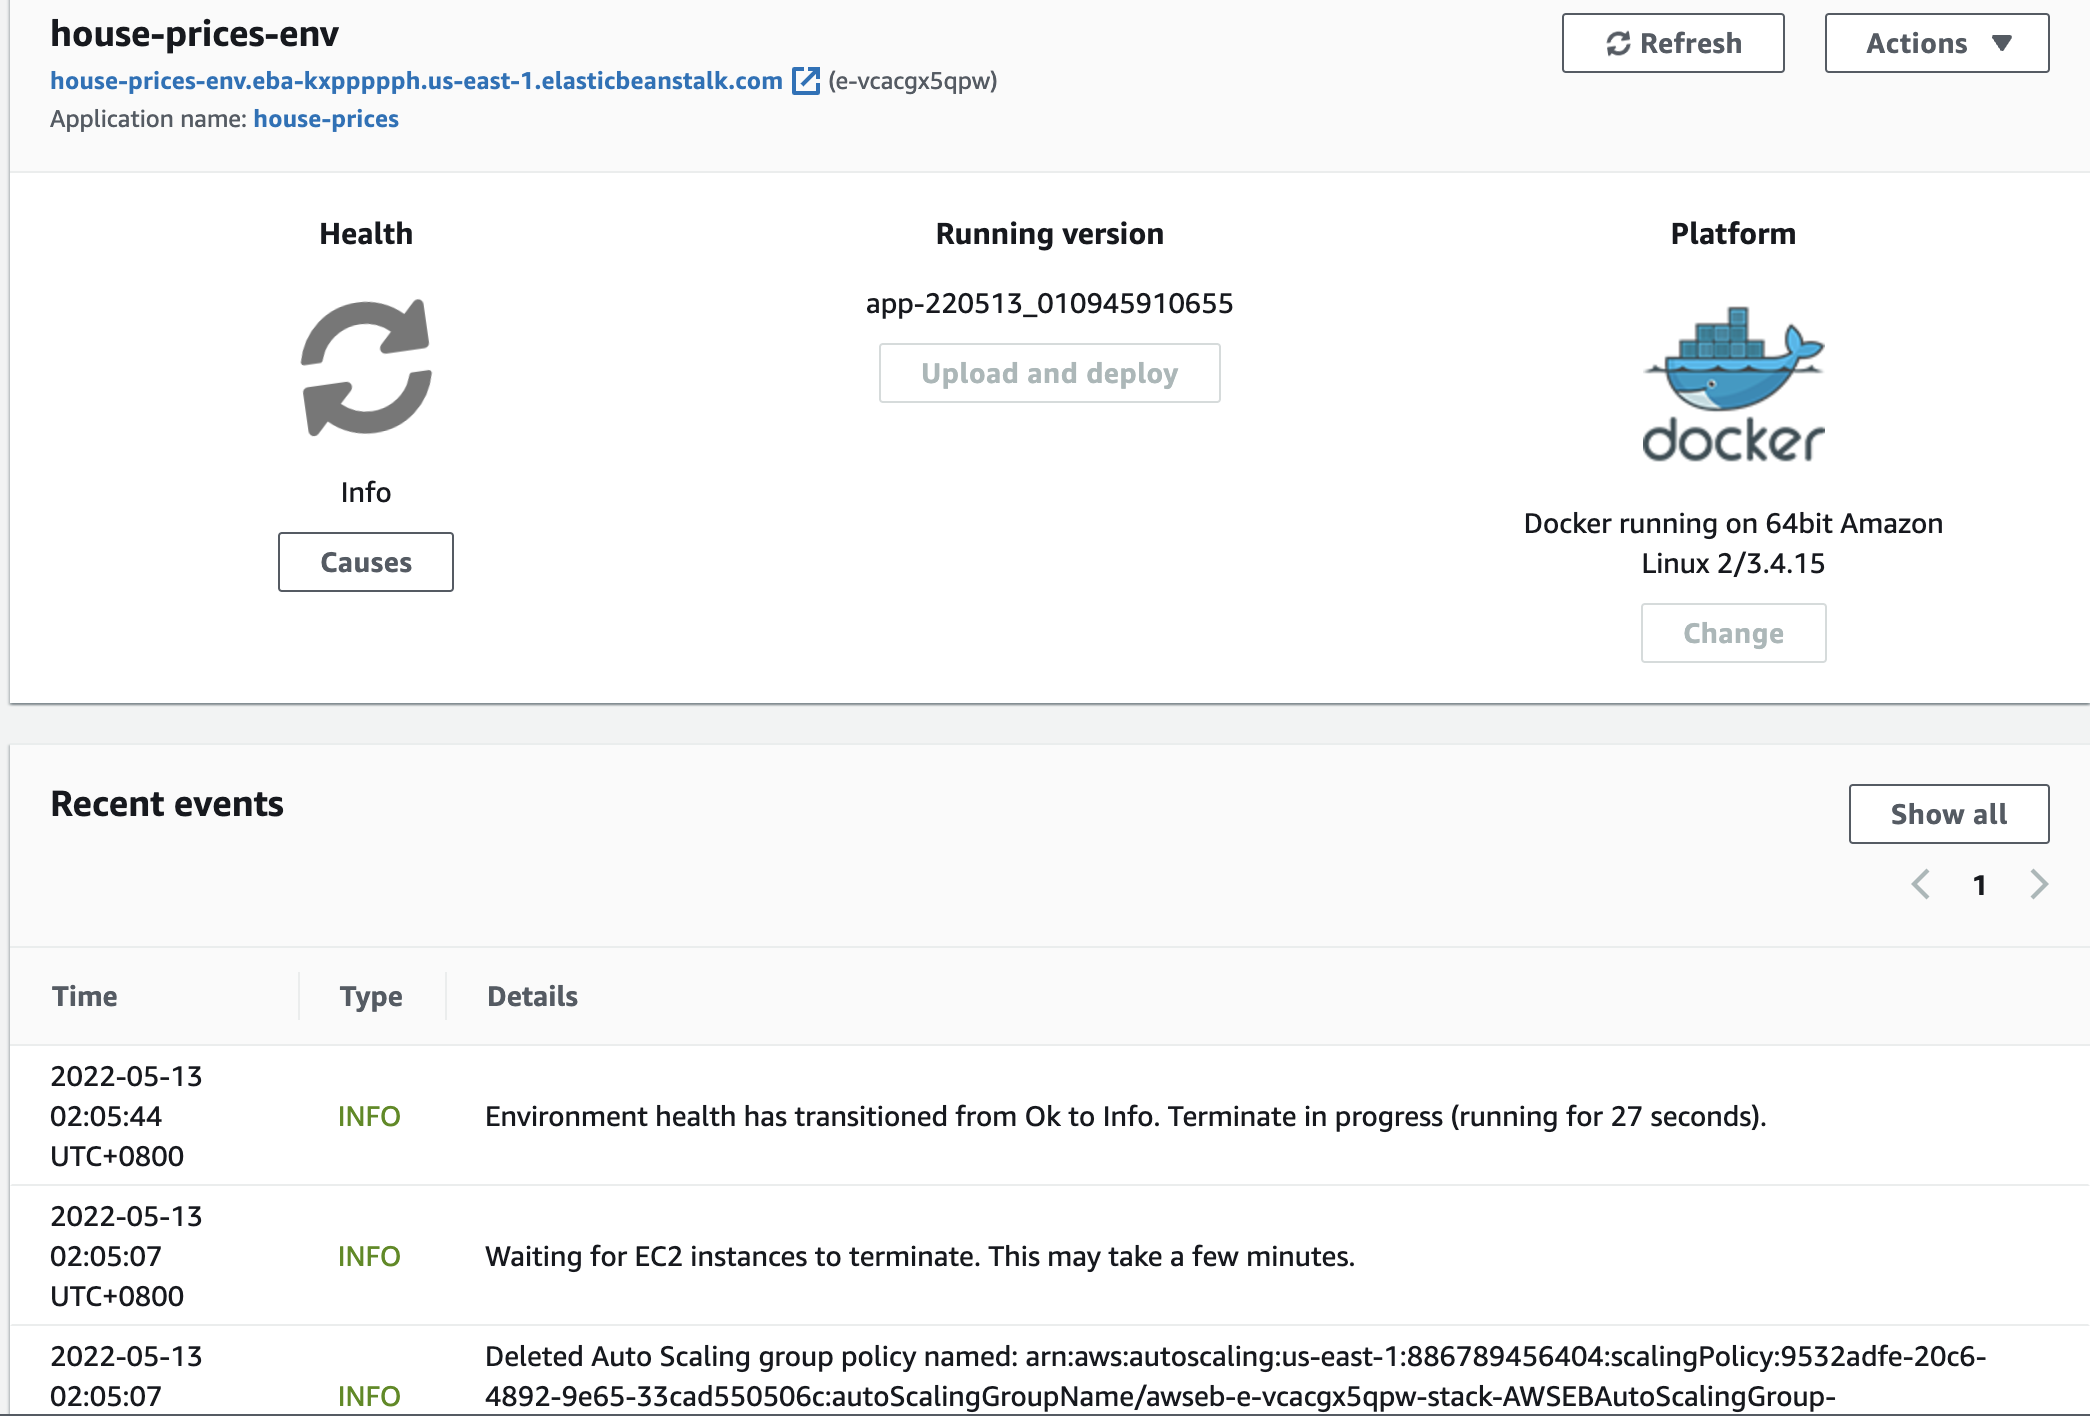 house-prices-env
Refresh
Actions
house-prices-env.eba-kxppppph.us-east-1.elasticbeanstalk.com (e-vcacgx5qpw)
Application name: house-prices
Health
Info
Causes
Running version
app-220513_010945910655
Upload and deploy
Platform
docker
Docker running on 64bit Amazon
Linux 2/3.4.15
Change
Recent events
Show all
1
Time Type Details
2022-05-13
02:05:44
UTC+0800
INFO
Environment health has transitioned from Ok to Info. Terminate in progress (running for 27 seconds).
2022-05-13
02:05:07
UTC+0800
INFO
Waiting for EC2 instances to terminate. This may take a few minutes.
2022-05-13
02:05:07
INFO
Deleted Auto Scaling group policy named: arn:aws:autoscaling:us-east-1:886789456404:scalingPolicy:9532adfe-20c6-
4892-9e65-33cad550506c:autoScalingGroupName/awseb-e-vcacgx5qpw-stack-AWSEBAutoScalingGroup-